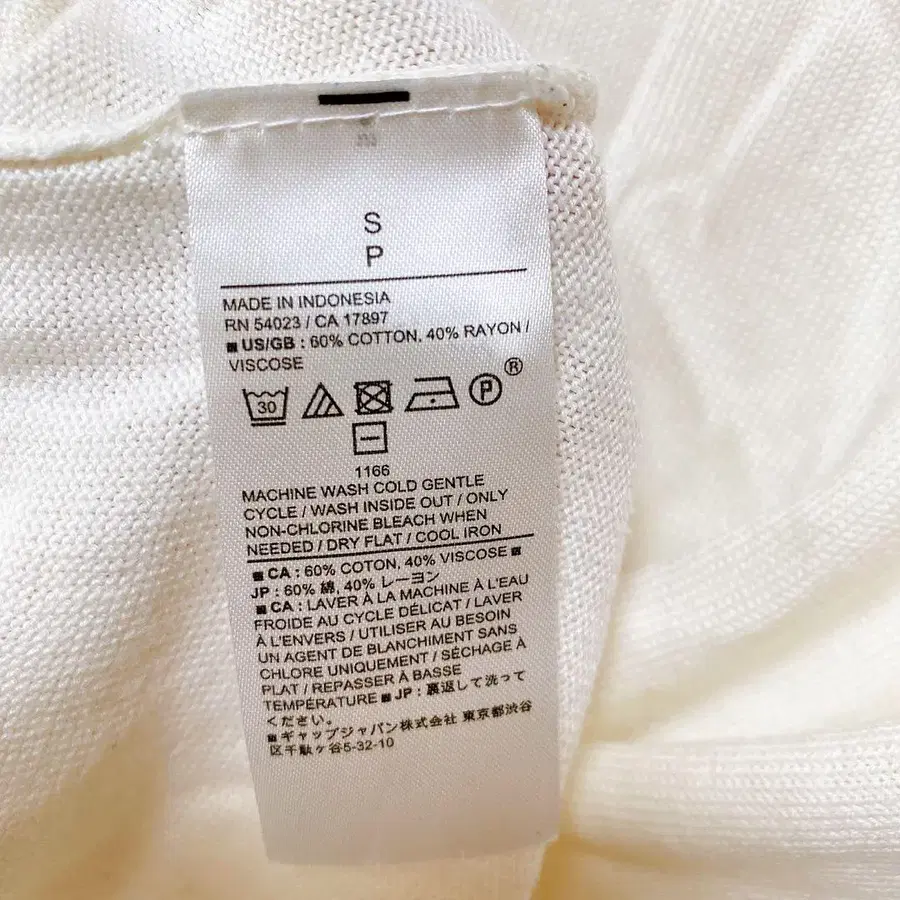 S
P
MADE IN INDONESIA
RN 54023 / CA 17897
■ US/GB : 60% COTTON, 40% RAYON /
VISCOSE
30 P ®
1166
MACHINE WASH COLD GENTLE
CYCLE / WASH INSIDE OUT / ONLY
NON-CHLORINE BLEACH WHEN
NEEDED / DRY FLAT / COOL IRON
■ CA : 60% COTON, 40% VISCOSE ■
JP : 60% 綿, 40% レーヨン
■ CA : LAVER À LA MACHINE À L'EAU
FROIDE AU CYCLE DÉLICAT / LAVER
À L'ENVERS / UTILISER AU BESOIN
UN AGENT DE BLANCHIMENT SANS
CHLORE UNIQUEMENT / SÉCHAGE À
PLAT / REPASSER À BASSE
TEMPÉRATURE ■ JP : 裏返して洗って
ください。
■ ギャップジャパン株式会社 東京都渋谷
区千駄ヶ谷5-32-10